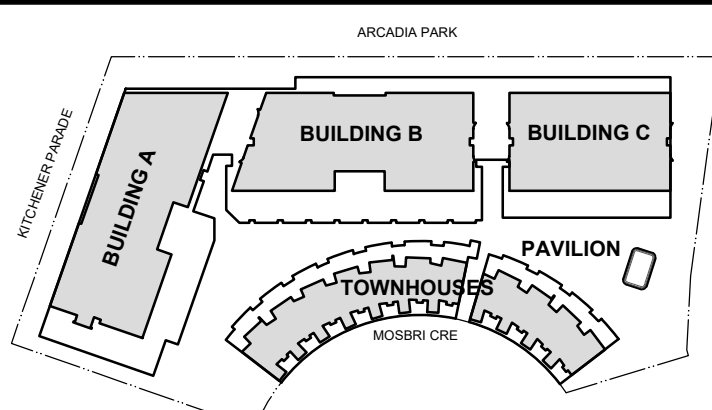 ARCADIA PARK
KITCHENER PARADE
BUILDING A
BUILDING B
BUILDING C
PAVILION
TOWNHOUSES
MOSBRI CRE